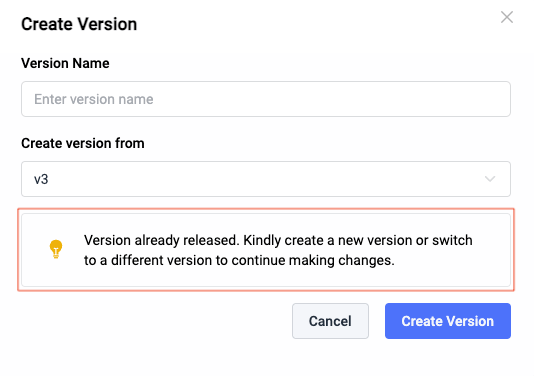 Create Version
Version Name
Enter version name
Create version from
v3
Version already released. Kindly create a new version or switch
to a different version to continue making changes.
Cancel
Create Version